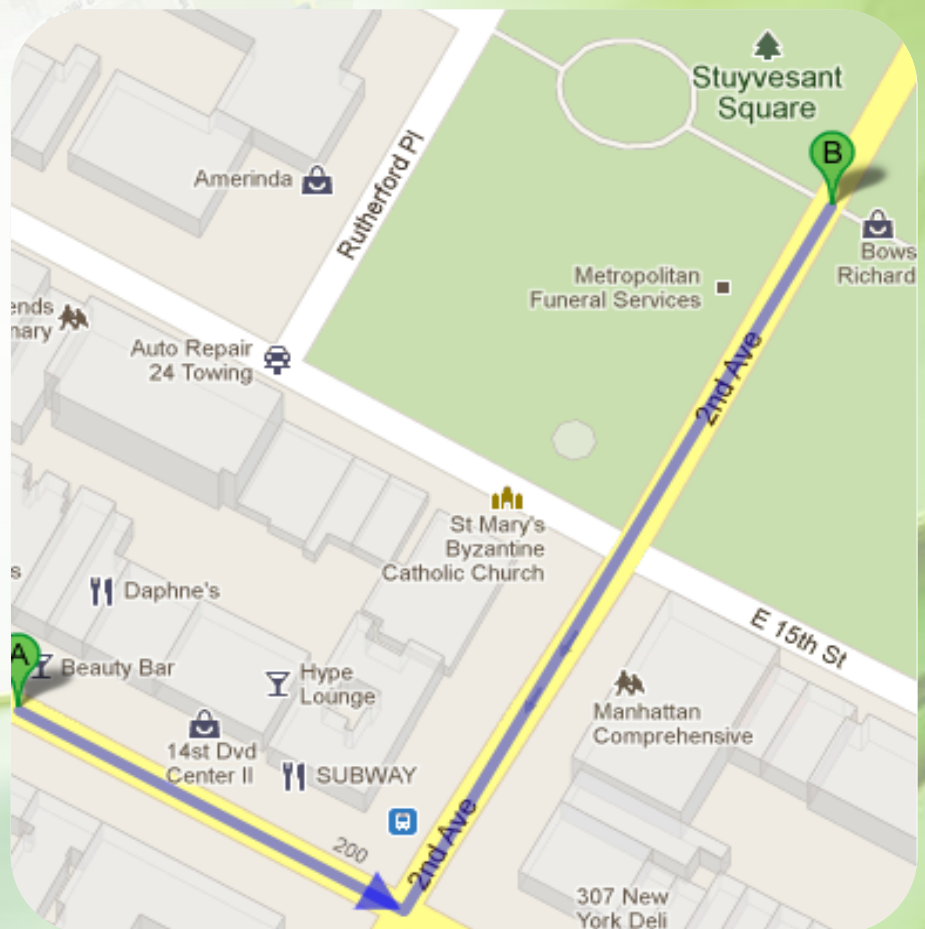 Stuyvesant
Square
B
Amerinda
Rutherford Pl
Bows
Richard
Metropolitan
Funeral Services
ends
nary
Auto Repair
24 Towing
2nd Ave
St Mary's
Byzantine
Catholic Church
s
Daphne's
E 15th St
A
Beauty Bar
Hype
Lounge
Manhattan
Comprehensive
14st Dvd
Center II
SUBWAY
2nd Ave
200
307 New
York Deli